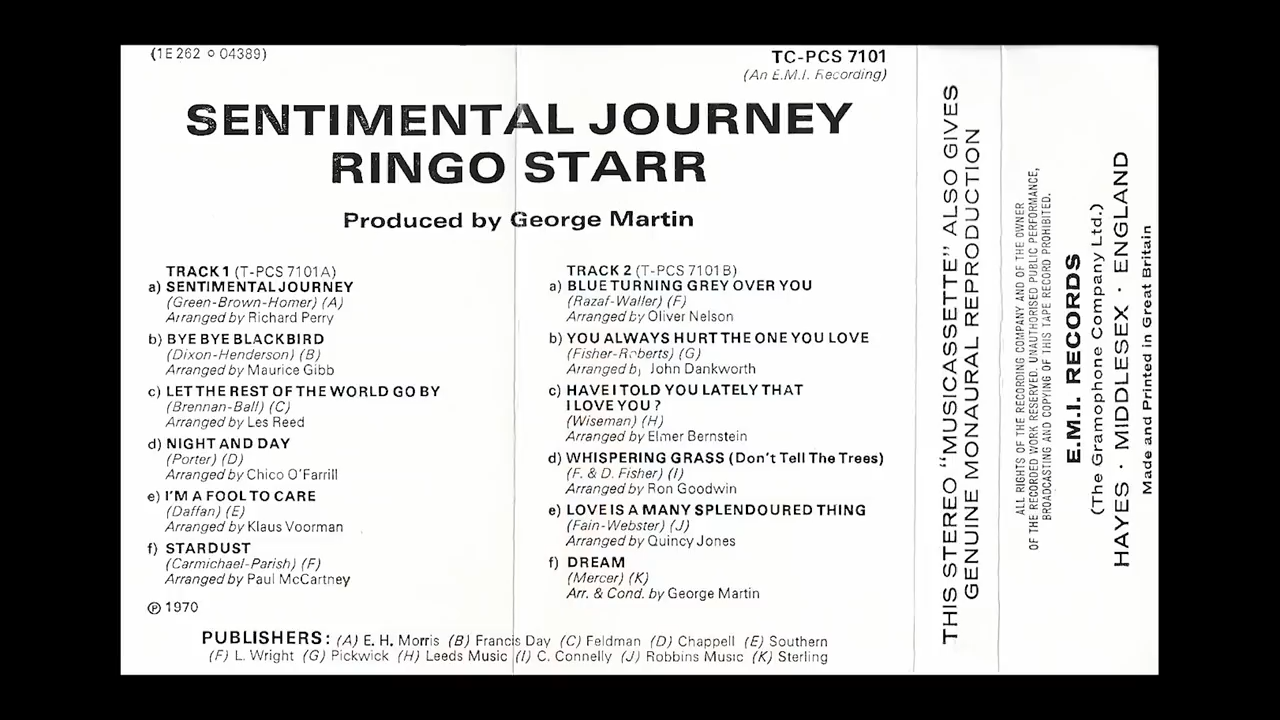 (1E 262 o 04389)
TC-PCS 7101
(An E.M.I. Recording)
SENTIMENTAL JOURNEY
RINGO STARR
Produced by George Martin
TRACK 1 (T-PCS 7101A)
a) SENTIMENTAL JOURNEY
(Green-Brown-Homer) (A)
Arranged by Richard Perry
b) BYE BYE BLACKBIRD
(Dixon-Henderson) (B)
Arranged by Maurice Gibb
c) LET THE REST OF THE WORLD GO BY
(Brennan-Ball) (C)
Arranged by Les Reed
d) NIGHT AND DAY
(Porter) (D)
Arranged by Chico O'Farrill
e) I'M A FOOL TO CARE
(Daffan) (E)
Arranged by Klaus Voorman
f) STARDUST
(Carmichael-Parish) (F)
Arranged by Paul McCartney
℗ 1970
TRACK 2 (T-PCS 7101B)
a) BLUE TURNING GREY OVER YOU
(Razaf-Waller) (F)
Arranged by Oliver Nelson
b) YOU ALWAYS HURT THE ONE YOU LOVE
(Fisher-Roberts) (G)
Arranged by John Dankworth
c) HAVE I TOLD YOU LATELY THAT
I LOVE YOU?
(Wiseman) (H)
Arranged by Elmer Bernstein
d) WHISPERING GRASS (Don't Tell The Trees)
(F. & D. Fisher) (I)
Arranged by Ron Goodwin
e) LOVE IS A MANY SPLENDOURED THING
(Fain-Webster) (J)
Arranged by Quincy Jones
f) DREAM
(Mercer) (K)
Arr. & Cond. by George Martin
PUBLISHERS: (A) E. H. Morris (B) Francis Day (C) Feldman (D) Chappell (E) Southern
(F) L. Wright (G) Pickwick (H) Leeds Music (I) C. Connelly (J) Robbins Music (K) Sterling
THIS STEREO "MUSICASSETTE" ALSO GIVES
GENUINE MONAURAL REPRODUCTION
ALL RIGHTS OF THE RECORDING COMPANY AND OF THE OWNER
OF THE RECORDED WORK RESERVED. UNAUTHORISED PUBLIC PERFORMANCE,
BROADCASTING AND COPYING OF THIS TAPE RECORD PROHIBITED.
E.M.I. RECORDS
(The Gramophone Company Ltd.)
HAYES · MIDDLESEX · ENGLAND
Made and Printed in Great Britain